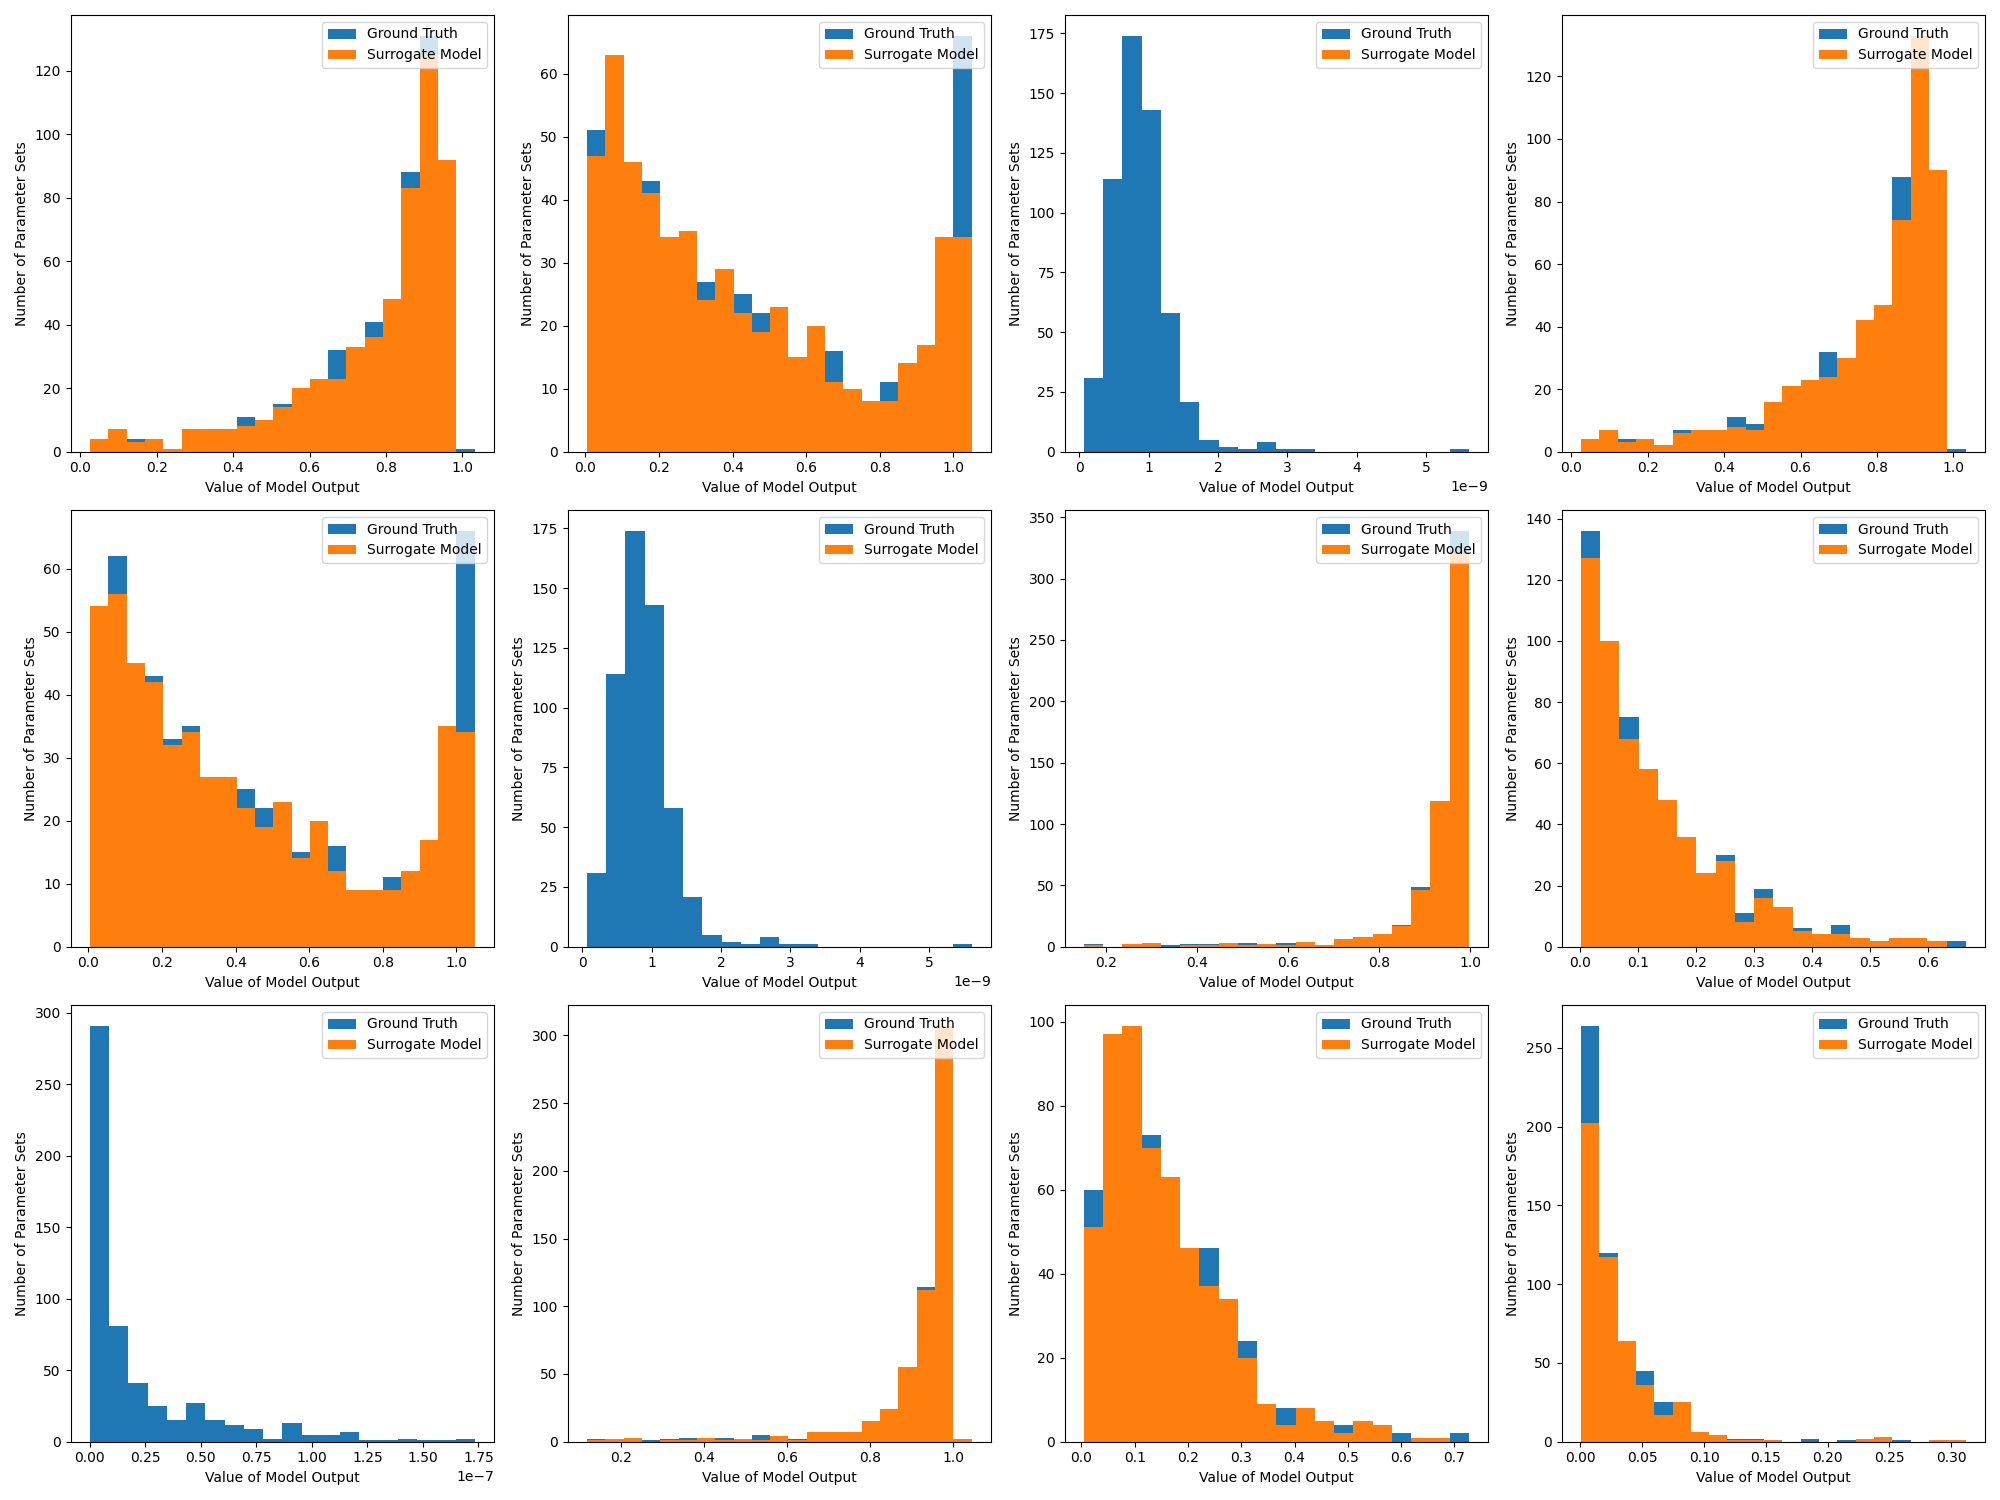 Ground Truth
Surrogate Model
Number of Parameter Sets
120
100
80
60
40
20
0
0.0 0.2 0.4 0.6 0.8 1.0
Value of Model Output
Ground Truth
Surrogate Model
Number of Parameter Sets
60
50
40
30
20
10
0
0.0 0.2 0.4 0.6 0.8 1.0
Value of Model Output
Ground Truth
Surrogate Model
Number of Parameter Sets
175
150
125
100
75
50
25
0
0 1 2 3 4 5
Value of Model Output
1e−9
Ground Truth
Surrogate Model
Number of Parameter Sets
120
100
80
60
40
20
0
0.0 0.2 0.4 0.6 0.8 1.0
Value of Model Output
Ground Truth
Surrogate Model
Number of Parameter Sets
60
50
40
30
20
10
0
0.0 0.2 0.4 0.6 0.8 1.0
Value of Model Output
Ground Truth
Surrogate Model
Number of Parameter Sets
175
150
125
100
75
50
25
0
0 1 2 3 4 5
Value of Model Output
1e−9
Ground Truth
Surrogate Model
Number of Parameter Sets
350
300
250
200
150
100
50
0
0.2 0.4 0.6 0.8 1.0
Value of Model Output
Ground Truth
Surrogate Model
Number of Parameter Sets
140
120
100
80
60
40
20
0
0.0 0.1 0.2 0.3 0.4 0.5 0.6
Value of Model Output
Ground Truth
Surrogate Model
Number of Parameter Sets
300
250
200
150
100
50
0
0.00 0.25 0.50 0.75 1.00 1.25 1.50 1.75
Value of Model Output
1e−7
Ground Truth
Surrogate Model
Number of Parameter Sets
300
250
200
150
100
50
0
0.2 0.4 0.6 0.8 1.0
Value of Model Output
Ground Truth
Surrogate Model
Number of Parameter Sets
100
80
60
40
20
0
0.0 0.1 0.2 0.3 0.4 0.5 0.6 0.7
Value of Model Output
Ground Truth
Surrogate Model
Number of Parameter Sets
250
200
150
100
50
0
0.00 0.05 0.10 0.15 0.20 0.25 0.30
Value of Model Output